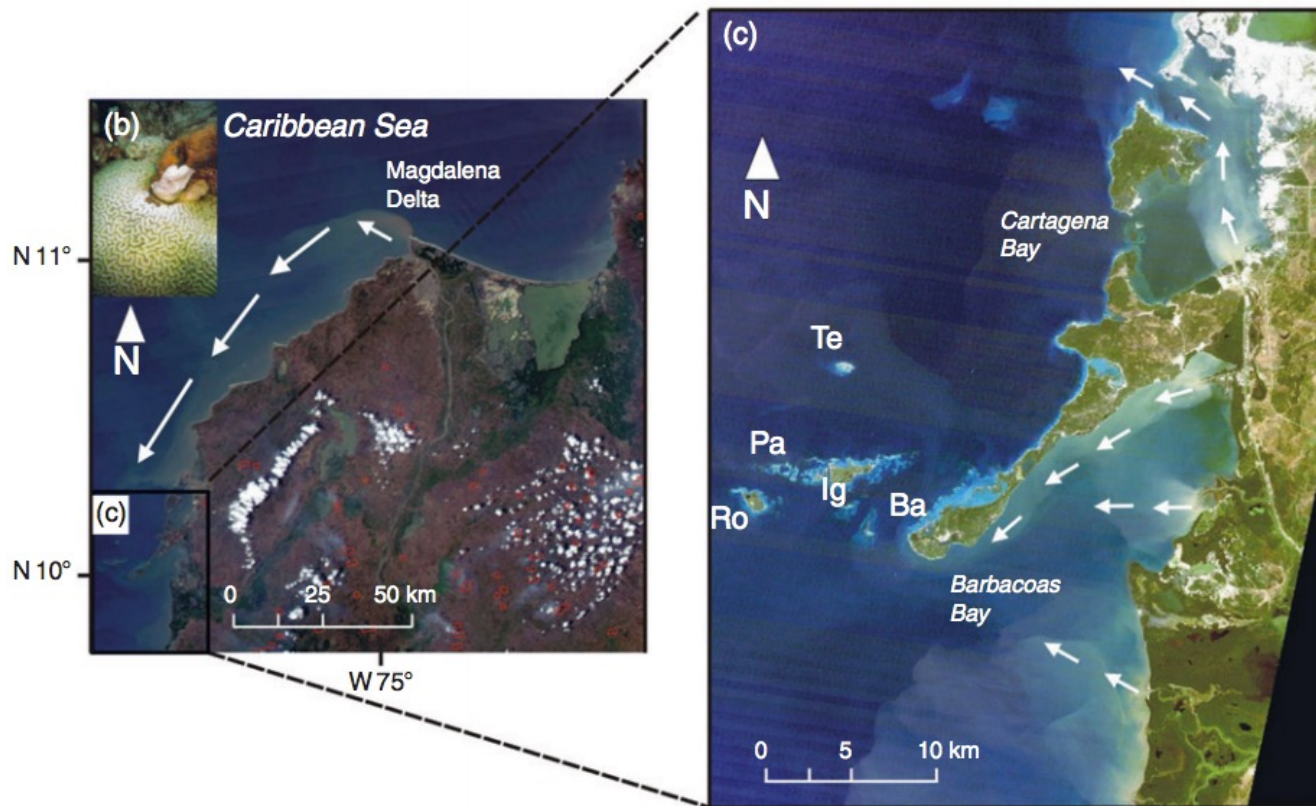 (b)
Caribbean Sea
Magdalena
Delta
N 11°
N
(c)
N 10°
0 25 50 km
W 75°
(c)
N
Cartagena
Bay
Te
Pa
Ig
Ba
Ro
Barbacoas
Bay
0 5 10 km